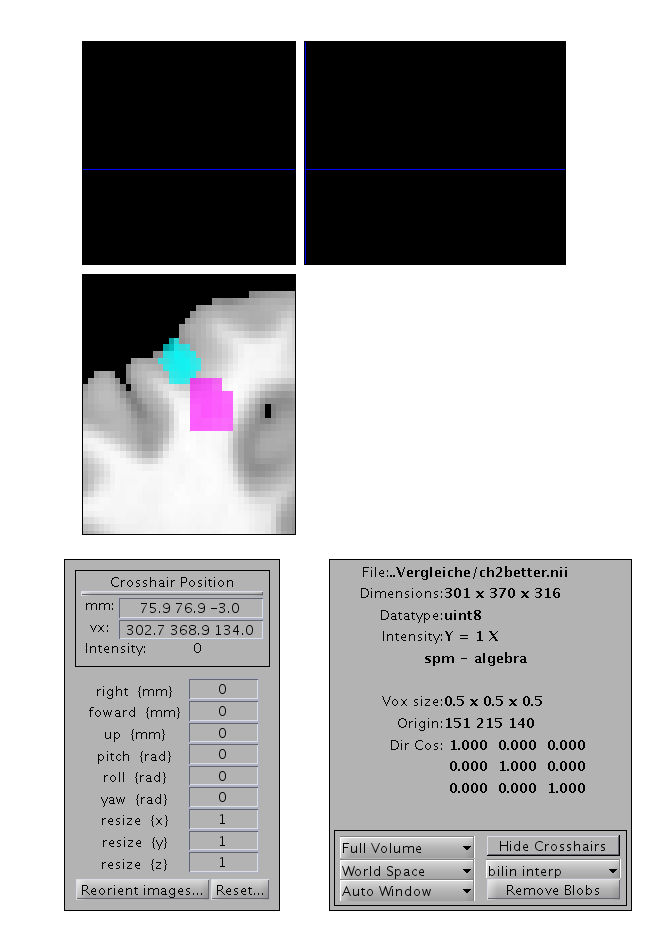 Crosshair Position
mm: 75.9 76.9 -3.0
vx: 302.7 368.9 134.0
Intensity: 0
right {mm} 0
foward {mm} 0
up {mm} 0
pitch {rad} 0
roll {rad} 0
yaw {rad} 0
resize {x} 1
resize {y} 1
resize {z} 1
Reorient images... Reset...
File:..Vergleiche/ch2better.nii
Dimensions:301 x 370 x 316
Datatype:uint8
Intensity:Y = 1 X
spm - algebra
Vox size:0.5 x 0.5 x 0.5
Origin:151 215 140
Dir Cos: 1.000 0.000 0.000
0.000 1.000 0.000
0.000 0.000 1.000
Full Volume Hide Crosshairs
World Space bilin interp
Auto Window Remove Blobs